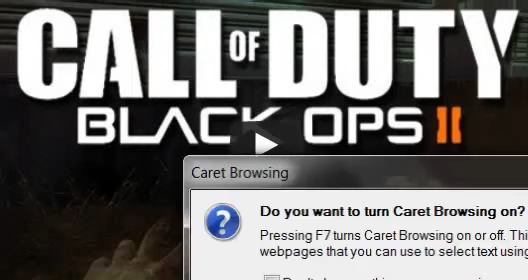 CALL OF DUTY
BLACK OPS II
Caret Browsing
Do you want to turn Caret Browsing on?
Pressing F7 turns Caret Browsing on or off. Thi
webpages that you can use to select text using